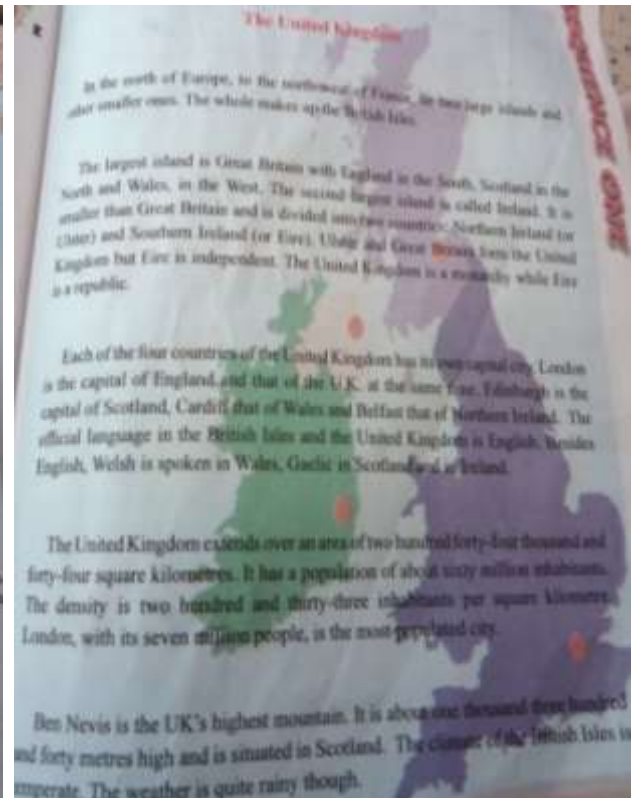 The United Kingdom
SEQUENCE ONE
In the north of Europe, to the northwest of France, lie two large islands and
other smaller ones. The whole makes up the British Isles.
The largest island is Great Britain with England in the South, Scotland in the
North and Wales, in the West. The second largest island is called Ireland. It is
smaller than Great Britain and is divided into two countries: Northern Ireland (or
Ulster) and Southern Ireland (or Eire). Ulster and Great Britain form the United
Kingdom but Eire is independent. The United Kingdom is a monarchy while Eire
is a republic.
Each of the four countries of the United Kingdom has its own capital city. London
is the capital of England and that of the U.K. at the same time. Edinburgh is the
capital of Scotland, Cardiff that of Wales and Belfast that of Northern Ireland. The
official language in the British Isles and the United Kingdom is English. Besides
English, Welsh is spoken in Wales, Gaelic in Scotland and in Ireland.
The United Kingdom extends over an area of two hundred forty-four thousand and
forty-four square kilometres. It has a population of about sixty million inhabitants.
The density is two hundred and thirty-three inhabitants per square kilometre.
London, with its seven million people, is the most populated city.
Ben Nevis is the UK's highest mountain. It is about one thousand three hundred
and forty metres high and is situated in Scotland. The climate of the British Isles is
temperate. The weather is quite rainy though.